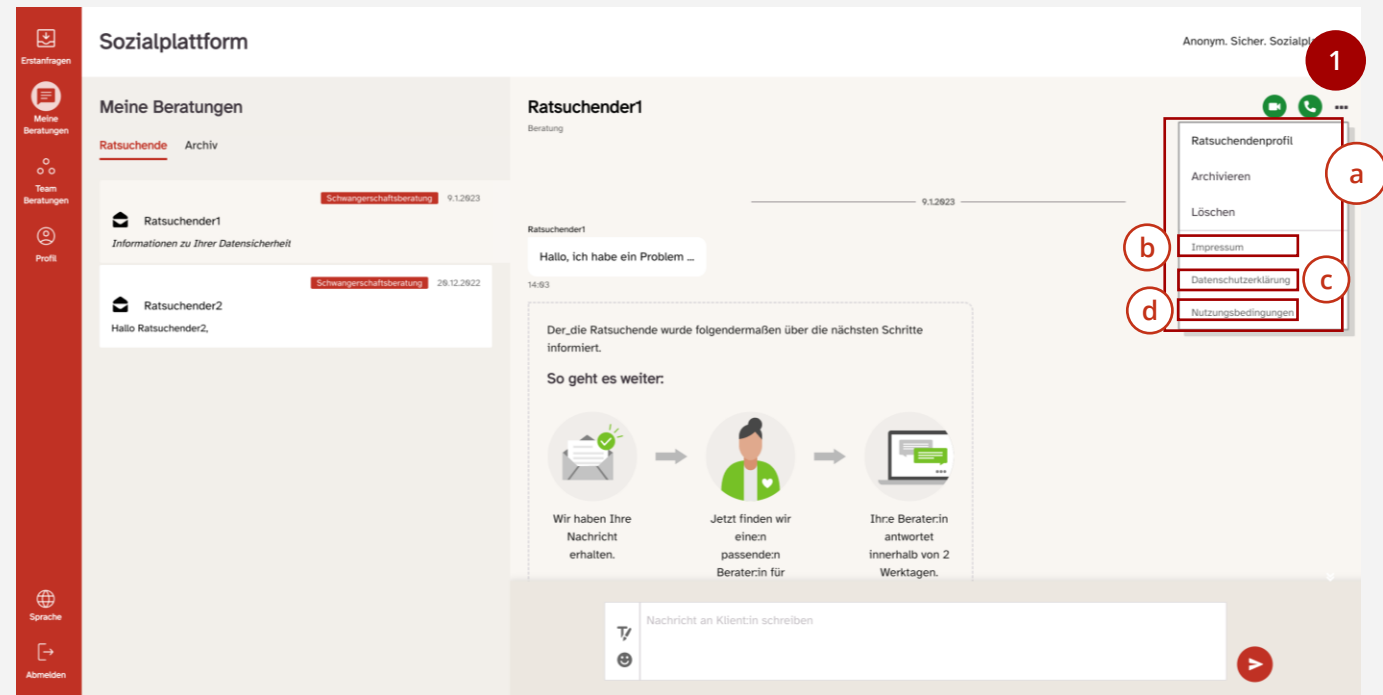 Sozialplattform
Anonym. Sicher.
1
Erstanfragen
Meine
Beratungen
Team
Beratungen
Profil
Sprache
Abmelden
Meine Beratungen
Ratsuchende Archiv
Schwangerschaftsberatung 9.1.2023
Ratsuchender1
Informationen zu Ihrer Datensicherheit
Schwangerschaftsberatung 20.12.2022
Ratsuchender2
Hallo Ratsuchender2,
Ratsuchender1
Beratung
9.1.2023
Ratsuchender1
Hallo, ich habe ein Problem ...
14:03
Der_die Ratsuchende wurde folgendermaßen über die nächsten Schritte
informiert.
So geht es weiter:
Wir haben Ihre
Nachricht
erhalten.
Jetzt finden wir
eine:n
passende:n
Berater:in für
Ihr:e Berater:in
antwortet
innerhalb von 2
Werktagen.
Ratsuchendenprofil
a
Archivieren
Löschen
b
Impressum
Datenschutzerklärung
c
d
Nutzungsbedingungen
Nachricht an Klient:in schreiben